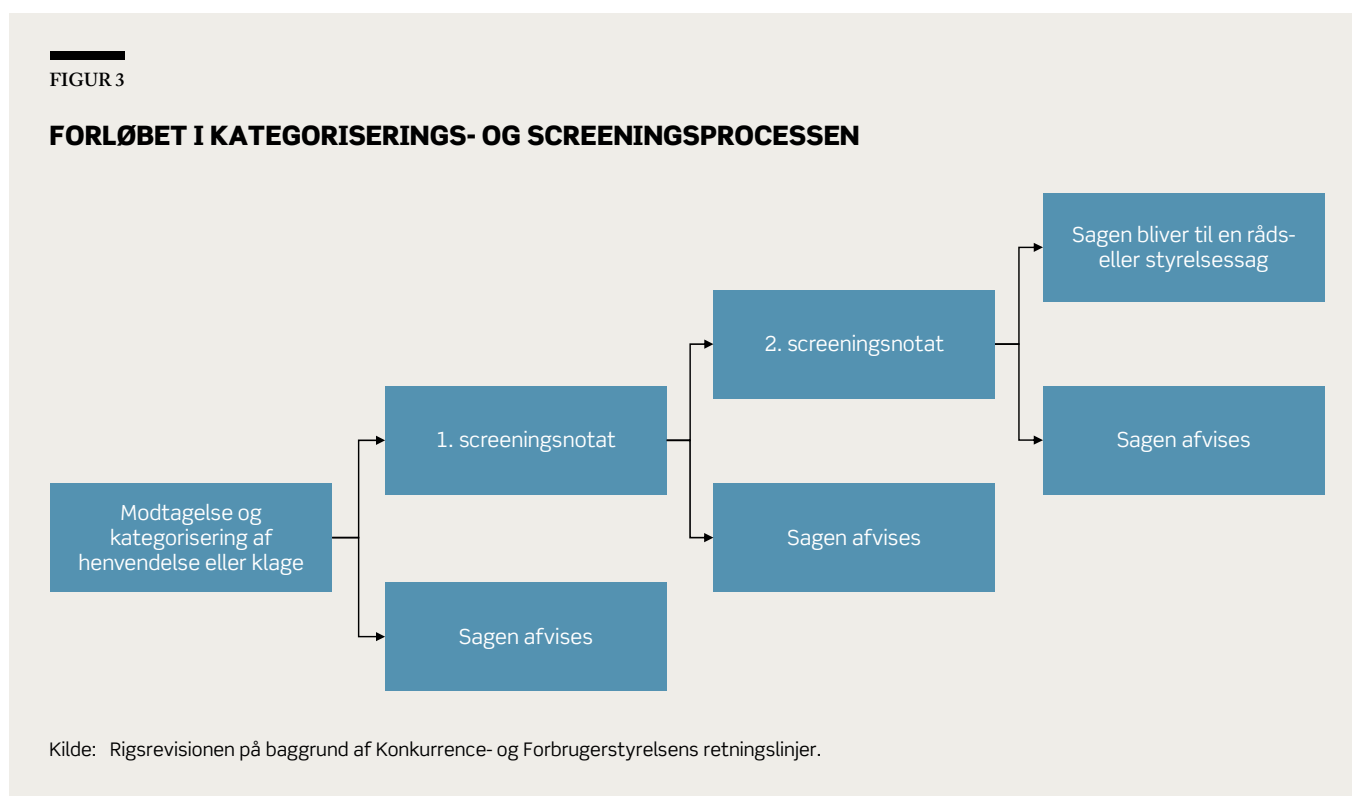 FIGUR 3
FORLØBET I KATEGORISERINGS- OG SCREENINGSPROCESSEN
Modtagelse og
kategorisering af
henvendelse eller klage
1. screeningsnotat
Sagen afvises
2. screeningsnotat
Sagen afvises
Sagen bliver til en råds-
eller styrelsessag
Sagen afvises
Kilde: Rigsrevisionen på baggrund af Konkurrence- og Forbrugerstyrelsens retningslinjer.